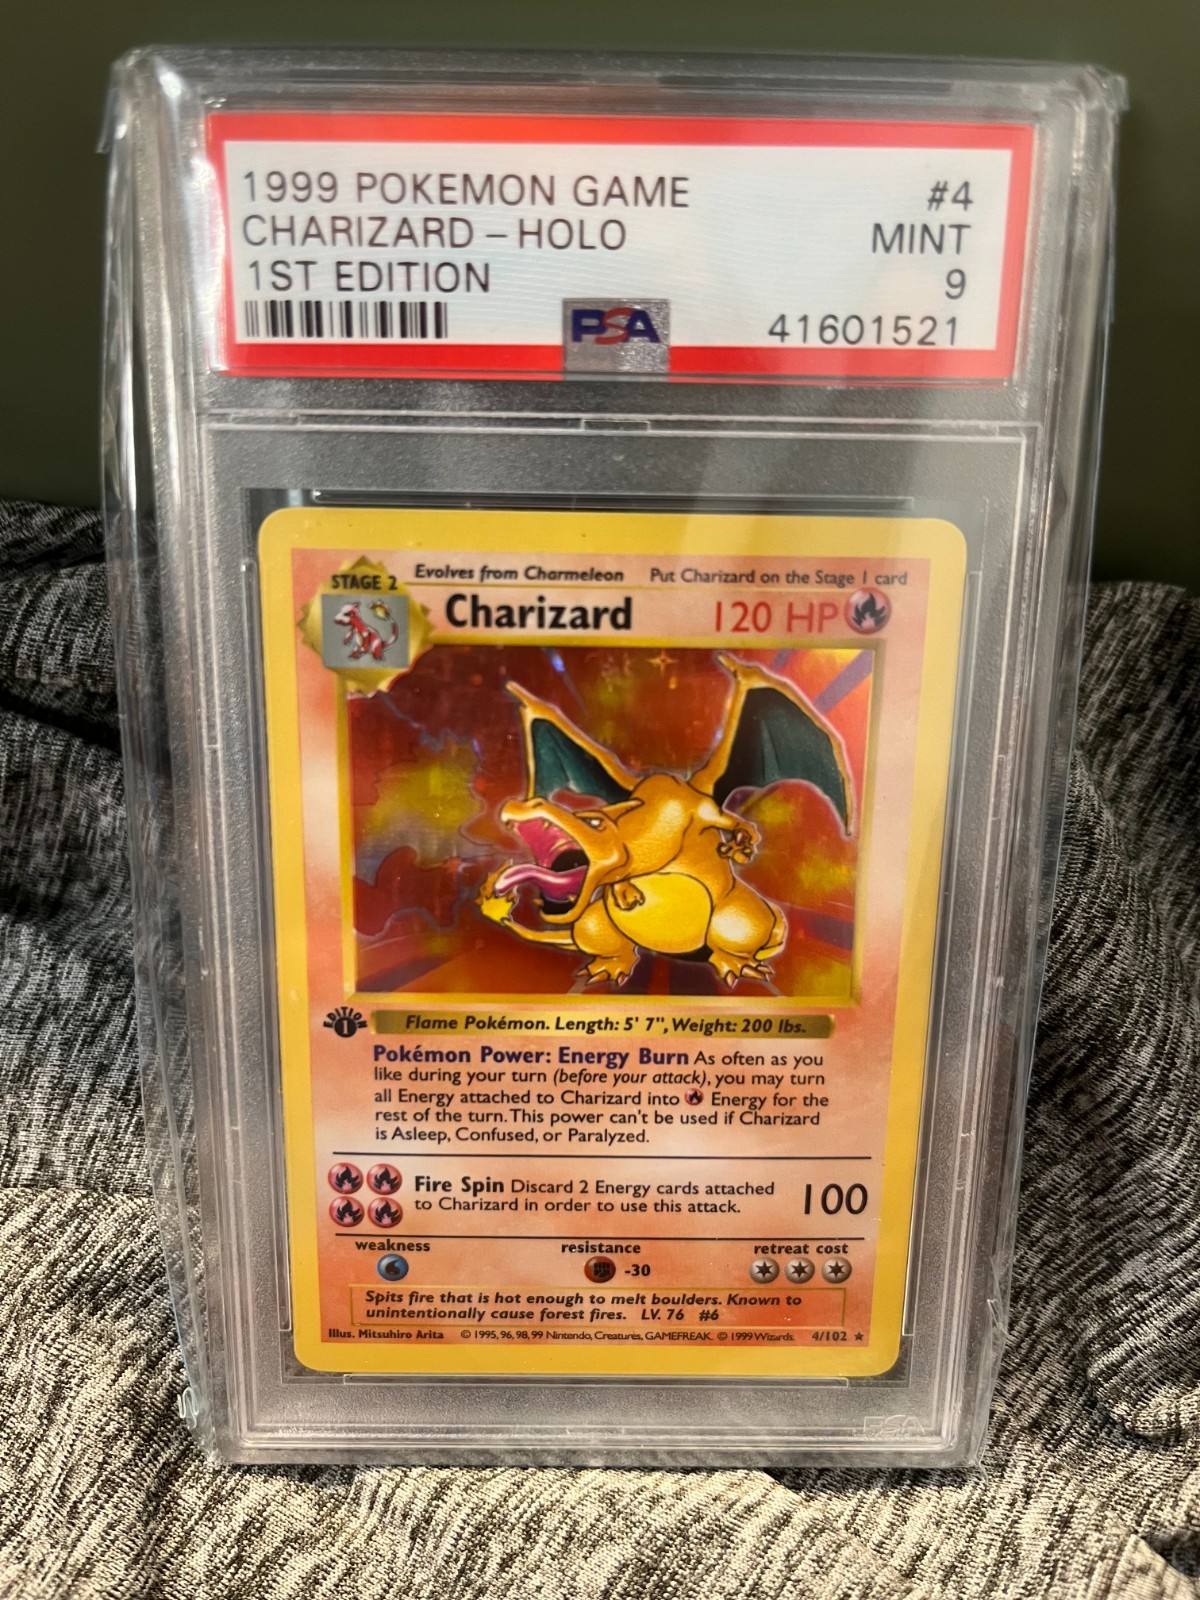 1999 POKEMON GAME #4
CHARIZARD – HOLO MINT
1ST EDITION 9
PSA 41601521
STAGE 2 Evolves from Charmeleon Put Charizard on the Stage 1 card
Charizard 120 HP
EDITION 1
Flame Pokémon. Length: 5' 7", Weight: 200 lbs.
Pokémon Power: Energy Burn As often as you
like during your turn (before your attack), you may turn
all Energy attached to Charizard into Energy for the
rest of the turn. This power can't be used if Charizard
is Asleep, Confused, or Paralyzed.
Fire Spin Discard 2 Energy cards attached 100
to Charizard in order to use this attack.
weakness resistance retreat cost
-30
Spits fire that is hot enough to melt boulders. Known to
unintentionally cause forest fires. LV. 76 #6
Illus. Mitsuhiro Arita © 1995, 96, 98, 99 Nintendo, Creatures, GAMEFREAK. © 1999 Wizards. 4/102 ★
PSA